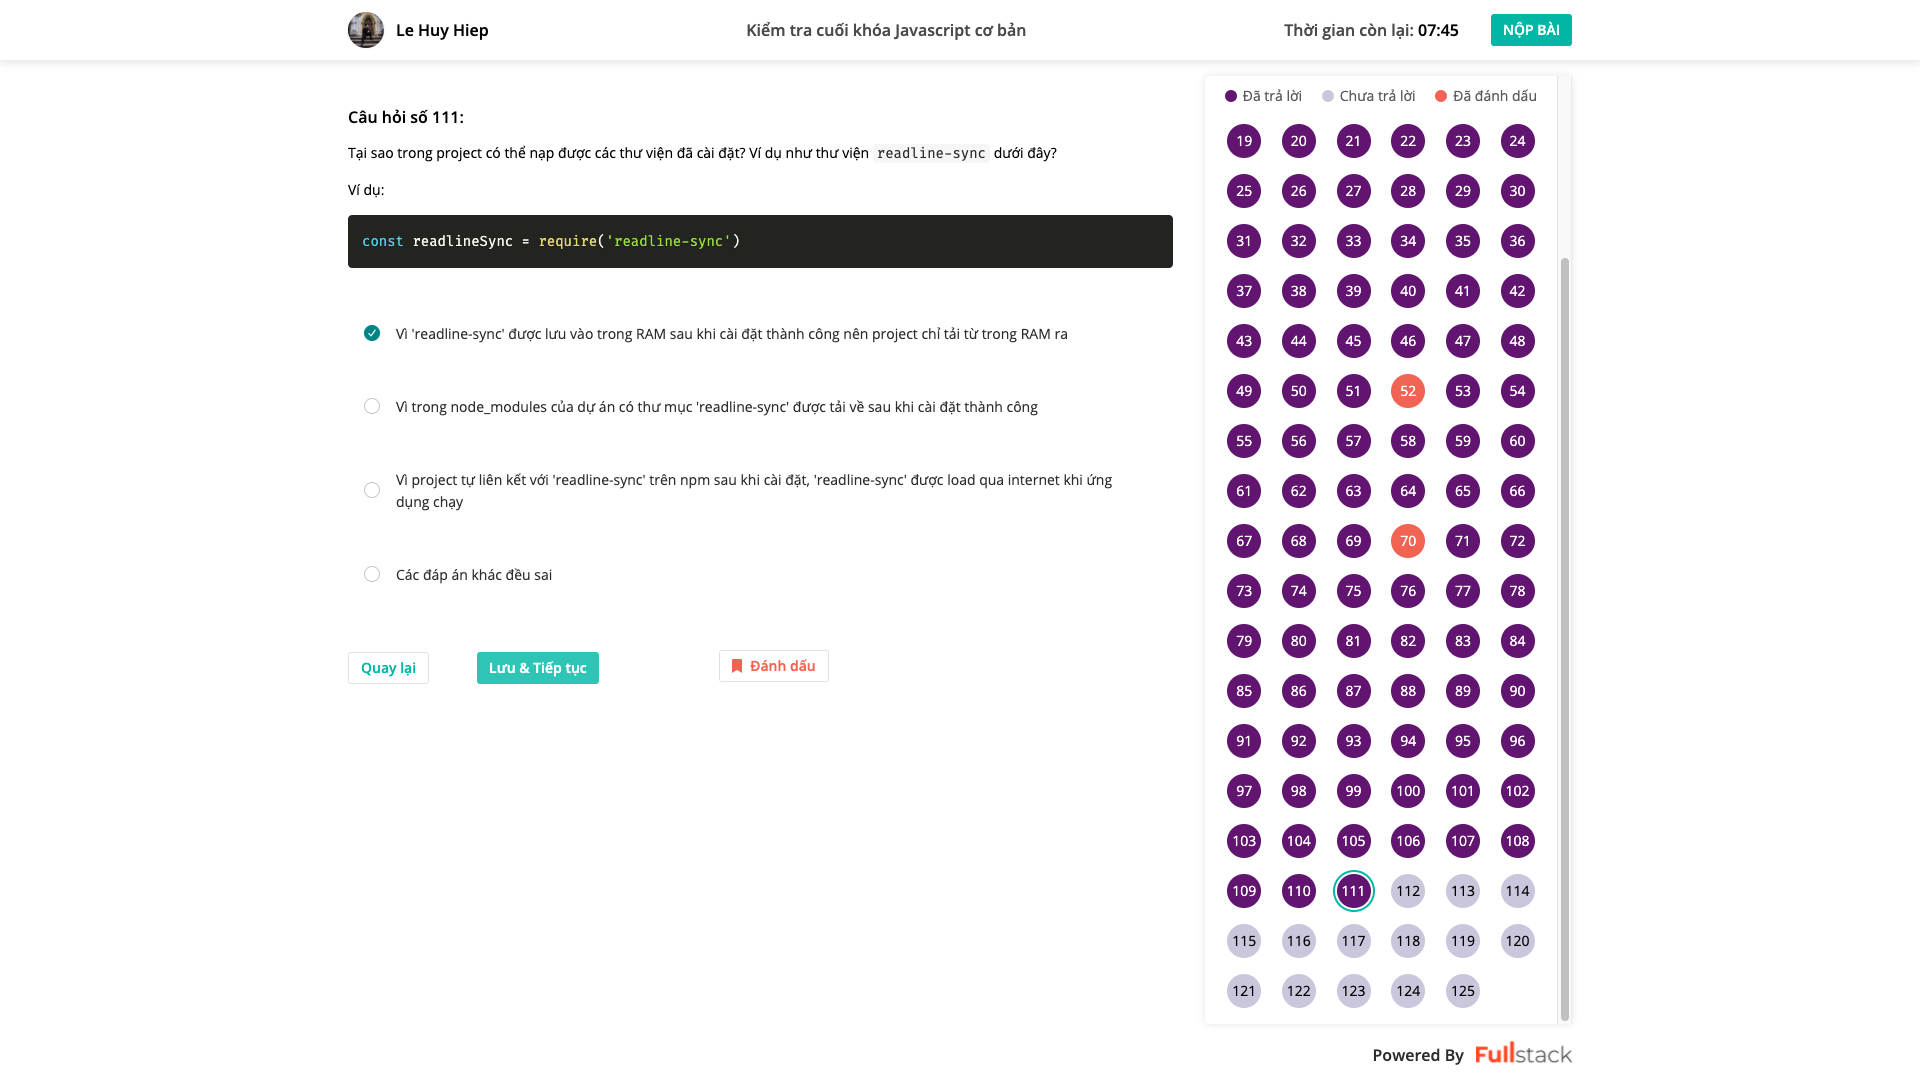 Le Huy Hiep
Kiểm tra cuối khóa Javascript cơ bản
Thời gian còn lại: 07:45
NỘP BÀI
Câu hỏi số 111:
Tại sao trong project có thể nạp được các thư viện đã cài đặt? Ví dụ như thư viện readline-sync dưới đây?
Ví dụ:
const readlineSync = require('readline-sync')
Vì 'readline-sync' được lưu vào trong RAM sau khi cài đặt thành công nên project chỉ tải từ trong RAM ra
Vì trong node_modules của dự án có thư mục 'readline-sync' được tải về sau khi cài đặt thành công
Vì project tự liên kết với 'readline-sync' trên npm sau khi cài đặt, 'readline-sync' được load qua internet khi ứng
dụng chạy
Các đáp án khác đều sai
Quay lại
Lưu & Tiếp tục
Đánh dấu
Đã trả lời Chưa trả lời Đã đánh dấu
19 20 21 22 23 24
25 26 27 28 29 30
31 32 33 34 35 36
37 38 39 40 41 42
43 44 45 46 47 48
49 50 51 52 53 54
55 56 57 58 59 60
61 62 63 64 65 66
67 68 69 70 71 72
73 74 75 76 77 78
79 80 81 82 83 84
85 86 87 88 89 90
91 92 93 94 95 96
97 98 99 100 101 102
103 104 105 106 107 108
109 110 111 112 113 114
115 116 117 118 119 120
121 122 123 124 125
Powered By Fullstack